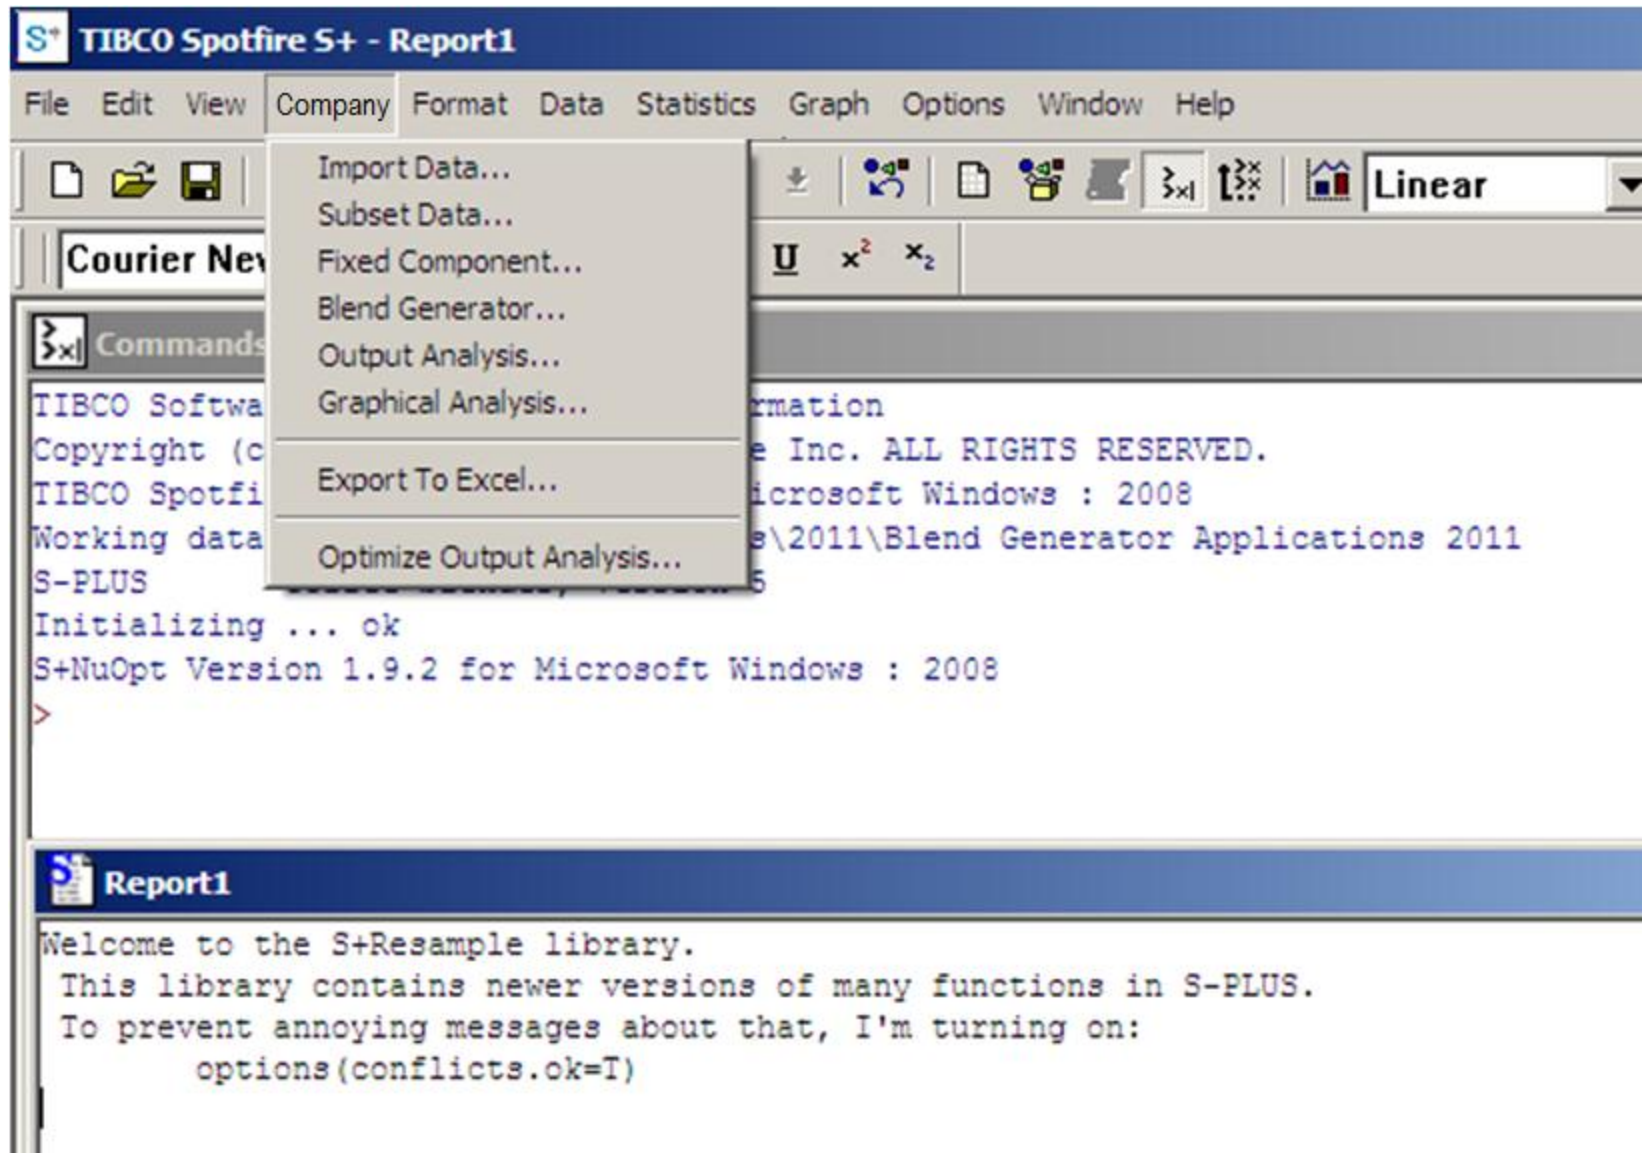 TIBCO Spotfire S+ - Report1
File Edit View Company Format Data Statistics Graph Options Window Help
Import Data...
Subset Data...
Fixed Component...
Blend Generator...
Output Analysis...
Graphical Analysis...
Export To Excel...
Optimize Output Analysis...
Linear
Courier New
U x² x₂
Commands
TIBCO Softwa rmation
Copyright (c e Inc. ALL RIGHTS RESERVED.
TIBCO Spotfi icrosoft Windows : 2008
Working data s\2011\Blend Generator Applications 2011
S-PLUS
Initializing ... ok
S+NuOpt Version 1.9.2 for Microsoft Windows : 2008
>
Report1
Welcome to the S+Resample library.
This library contains newer versions of many functions in S-PLUS.
To prevent annoying messages about that, I'm turning on:
options(conflicts.ok=T)